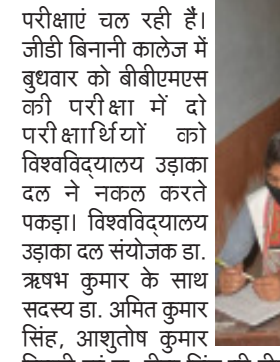 परीक्षाएं चल रही हैं।
जीडी बिनानी कालेज में
बुधवार को बीबीएमएस
की परीक्षा में दो
परीक्षार्थियों को
विश्वविद्यालय उड़ाका
दल ने नकल करते
पकड़ा। विश्वविद्यालय
उड़ाका दल संयोजक डा.
ऋषभ कुमार के साथ
सदस्य डा. अमित कुमार
सिंह, आशुतोष कुमार